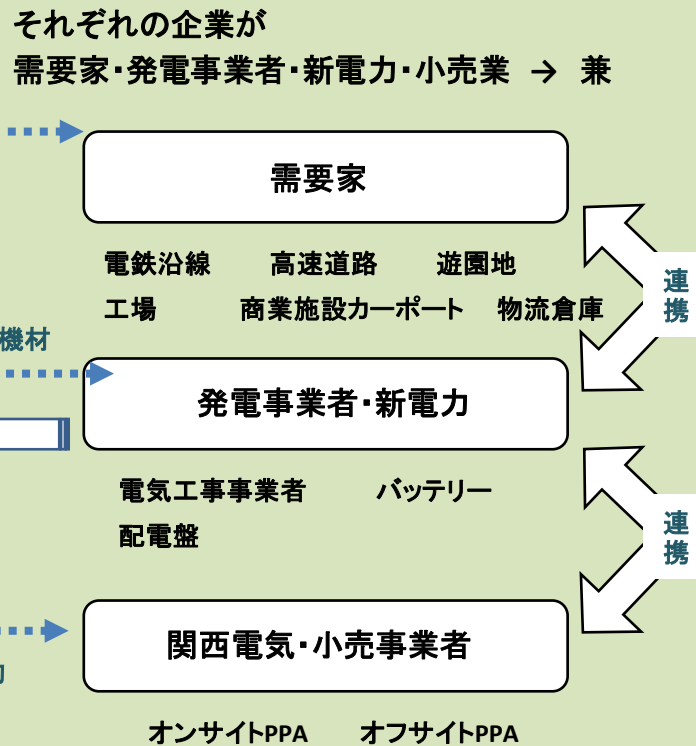 それぞれの企業が
需要家・発電事業者・新電力・小売業 → 兼
需要家
電鉄沿線 高速道路 遊園地
工場 商業施設カーポート 物流倉庫
連携
機材
発電事業者・新電力
電気工事事業者 バッテリー
配電盤
連携
関西電気・小売事業者
オンサイトPPA オフサイトPPA